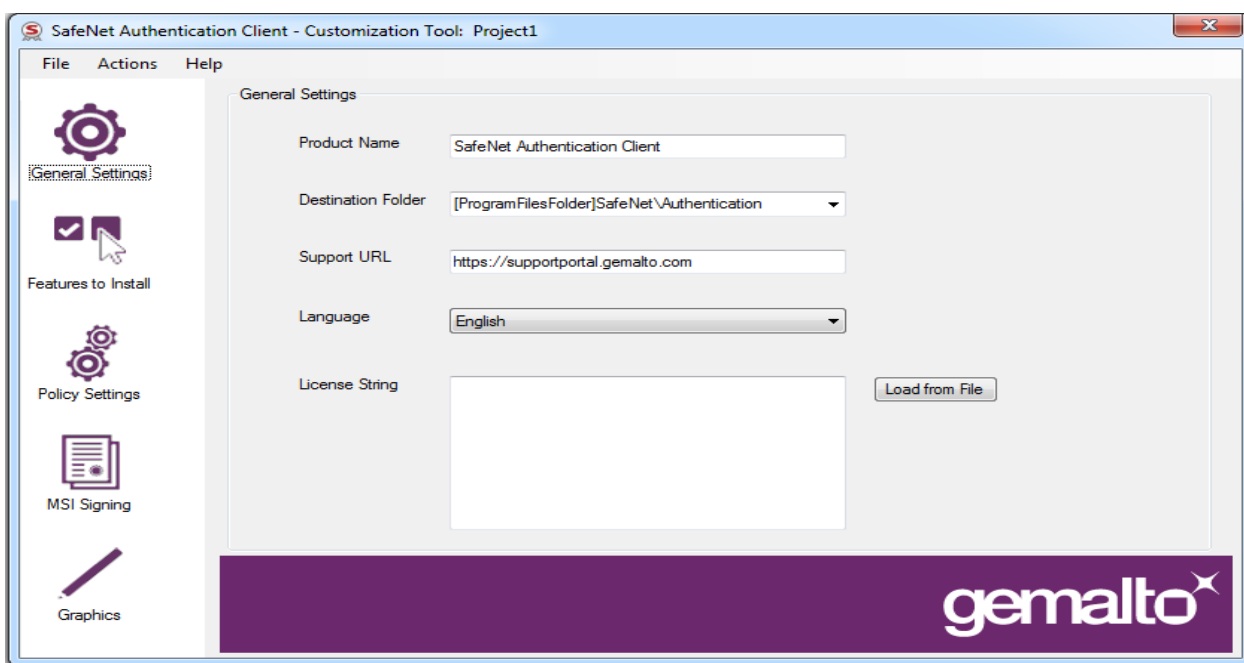 SafeNet Authentication Client - Customization Tool: Project1
File Actions Help
General Settings
Features to Install
Policy Settings
MSI Signing
Graphics
General Settings
Product Name
SafeNet Authentication Client
Destination Folder
[ProgramFilesFolder]SafeNet\Authentication
Support URL
https://supportportal.gemalto.com
Language
English
License String
Load from File
gemalto